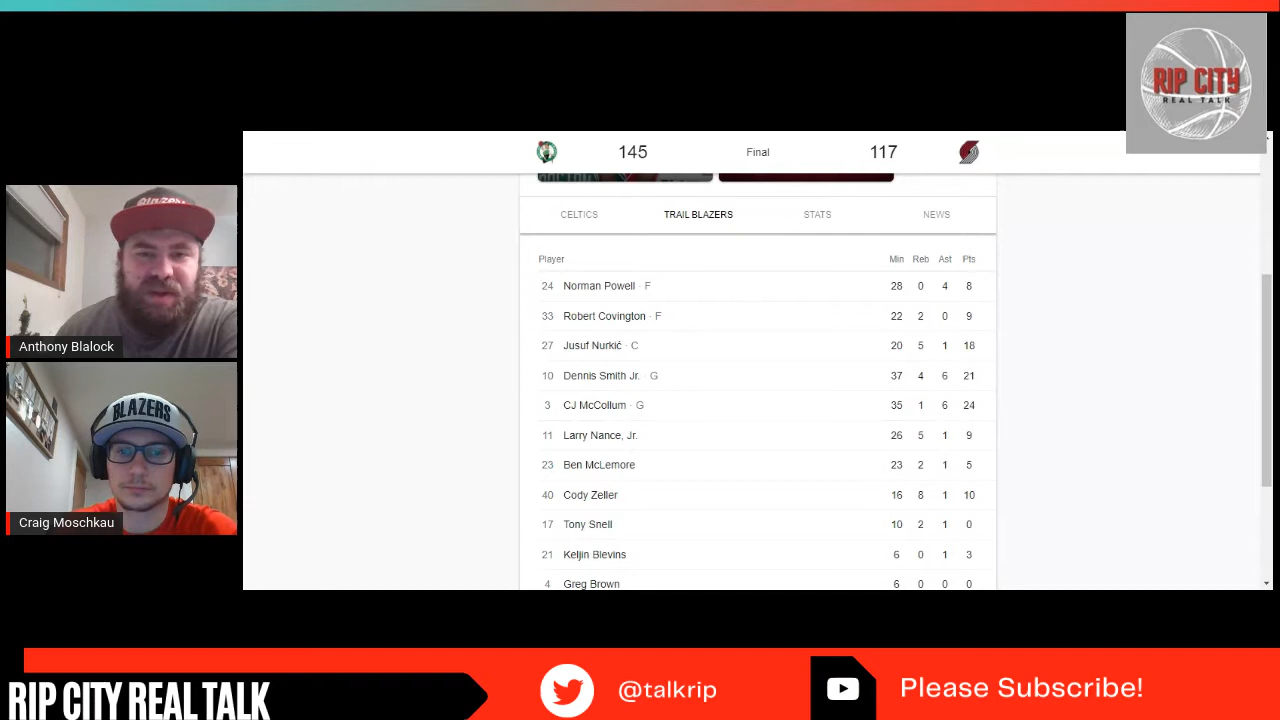 RIP CITY
REAL TALK
145 Final 117
CELTICS TRAIL BLAZERS STATS NEWS
Player Min Reb Ast Pts
24 Norman Powell · F 28 0 4 8
33 Robert Covington · F 22 2 0 9
27 Jusuf Nurkić · C 20 5 1 18
10 Dennis Smith Jr. · G 37 4 6 21
3 CJ McCollum · G 35 1 6 24
11 Larry Nance, Jr. 26 5 1 9
23 Ben McLemore 23 2 1 5
40 Cody Zeller 16 8 1 10
17 Tony Snell 10 2 1 0
21 Keljin Blevins 6 0 1 3
4 Greg Brown 6 0 0 0
Blazers
Anthony Blalock
BLAZERS
Craig Moschkau
RIP CITY REAL TALK
@talkrip
Please Subscribe!